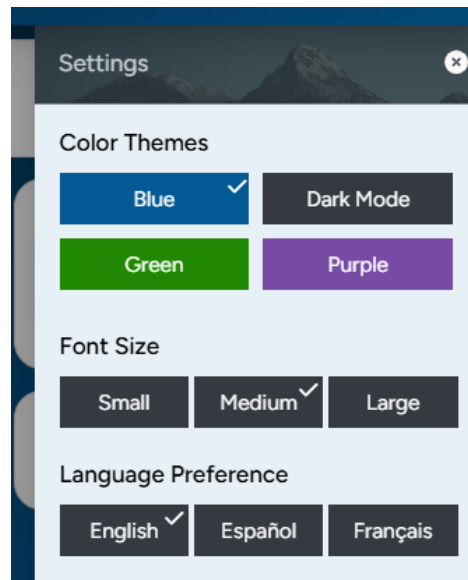 Settings
Color Themes
Blue Dark Mode
Green Purple
Font Size
Small Medium Large
Language Preference
English Español Français